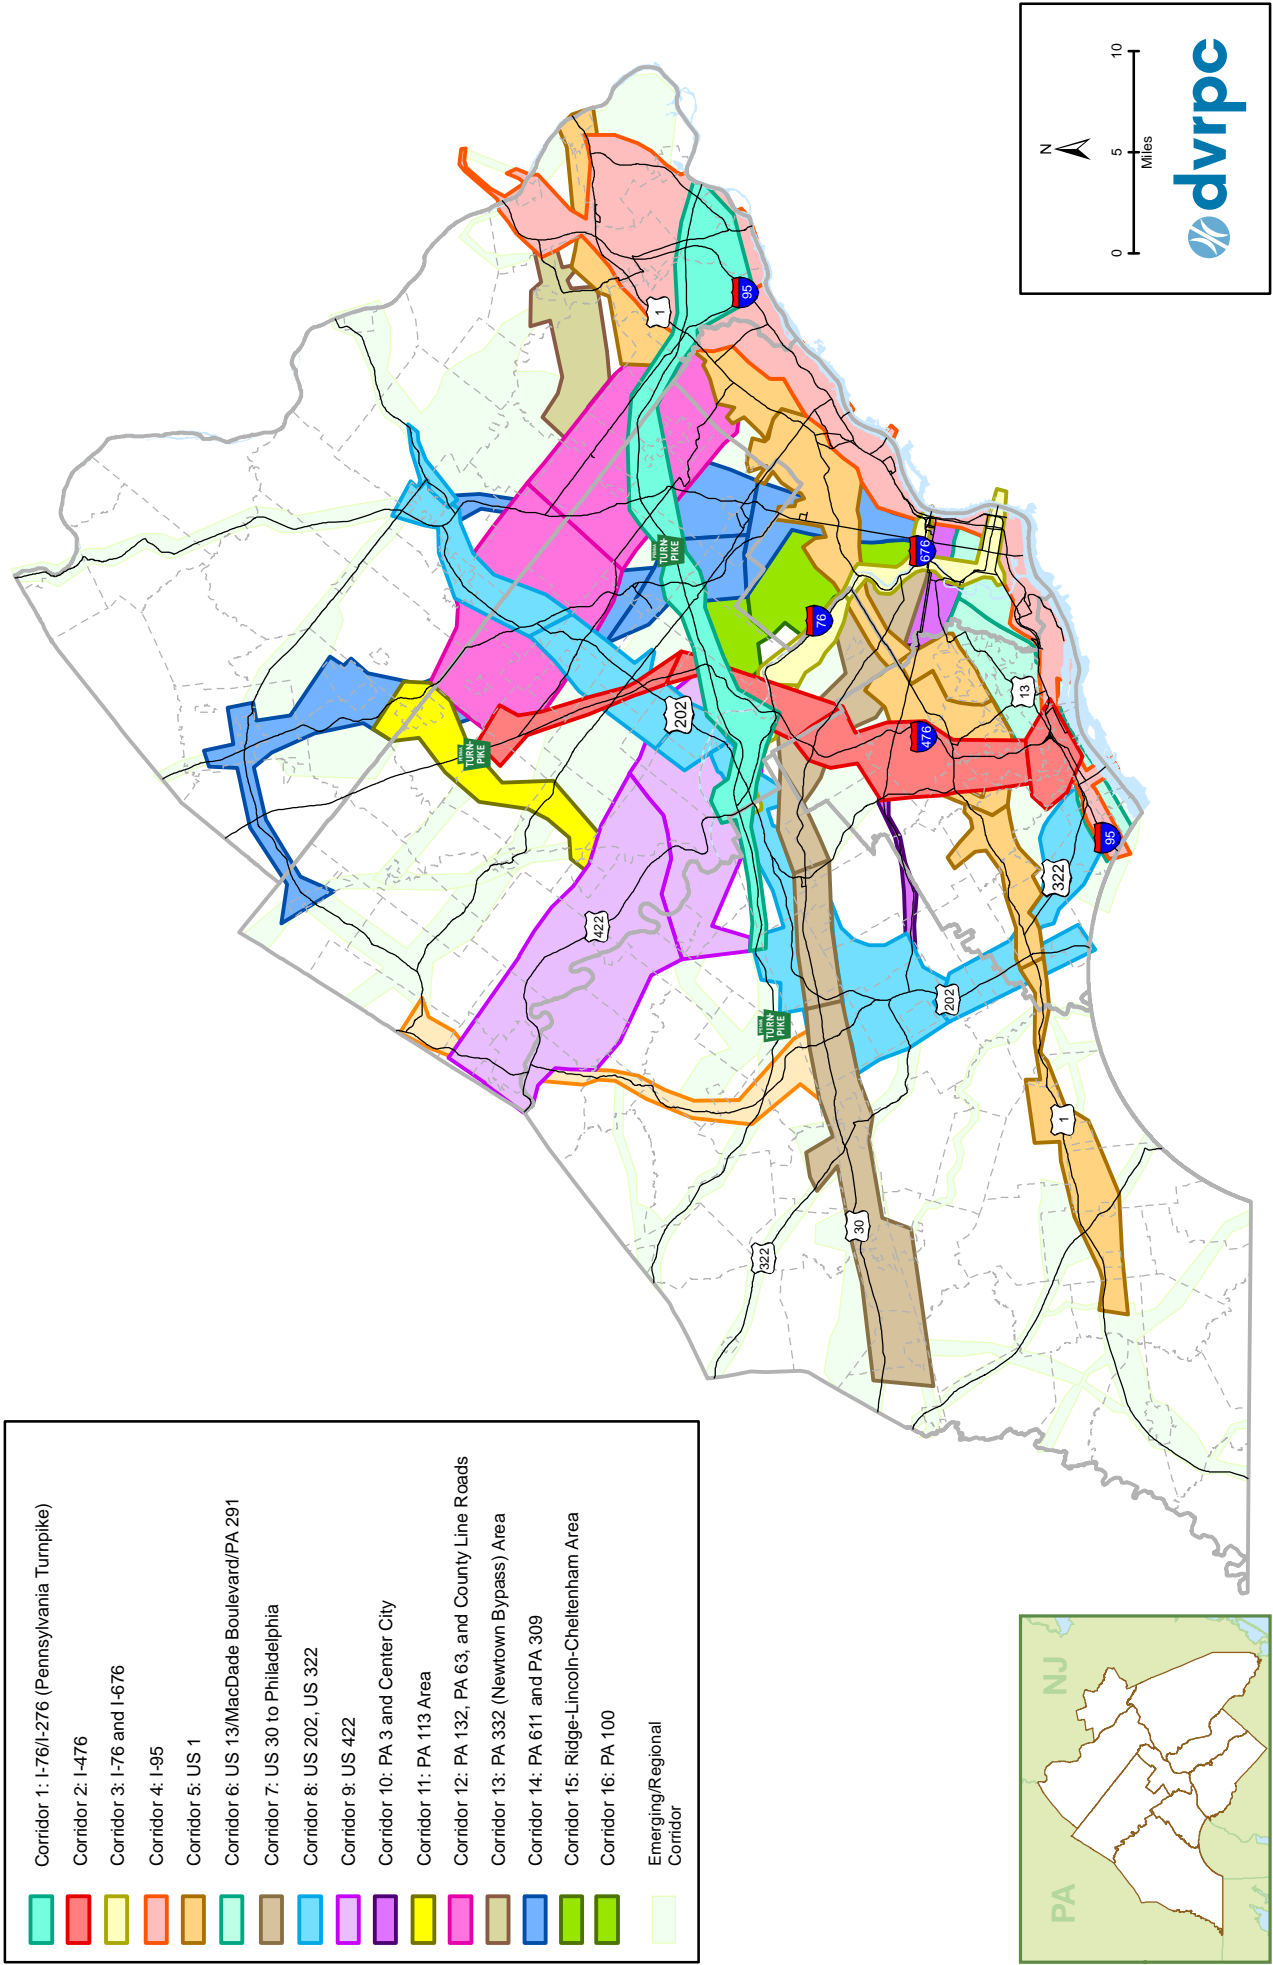 Corridor 1: I-76/I-276 (Pennsylvania Turnpike)
Corridor 2: I-476
Corridor 3: I-76 and I-676
Corridor 4: I-95
Corridor 5: US 1
Corridor 6: US 13/MacDade Boulevard/PA 291
Corridor 7: US 30 to Philadelphia
Corridor 8: US 202, US 322
Corridor 9: US 422
Corridor 10: PA 3 and Center City
Corridor 11: PA 113 Area
Corridor 12: PA 132, PA 63, and County Line Roads
Corridor 13: PA 332 (Newtown Bypass) Area
Corridor 14: PA 611 and PA 309
Corridor 15: Ridge-Lincoln-Cheltenham Area
Corridor 16: PA 100
Emerging/Regional
Corridor
TURN-
PIKE
422
202
TURN-
PIKE
1
95
TURN-
PIKE
76
676
13
476
95
322
202
TURN-
PIKE
322
30
1
PA
NJ
N
0
5
10
Miles
dvrpc